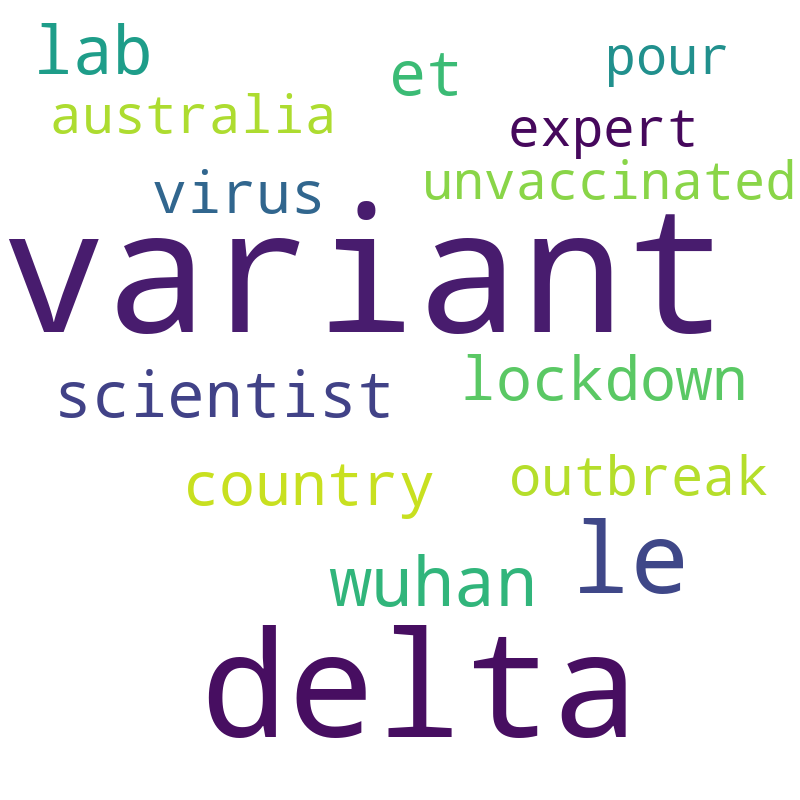 lab
et
pour
australia
expert
virus
unvaccinated
variant
scientist
lockdown
country
outbreak
wuhan
le
delta